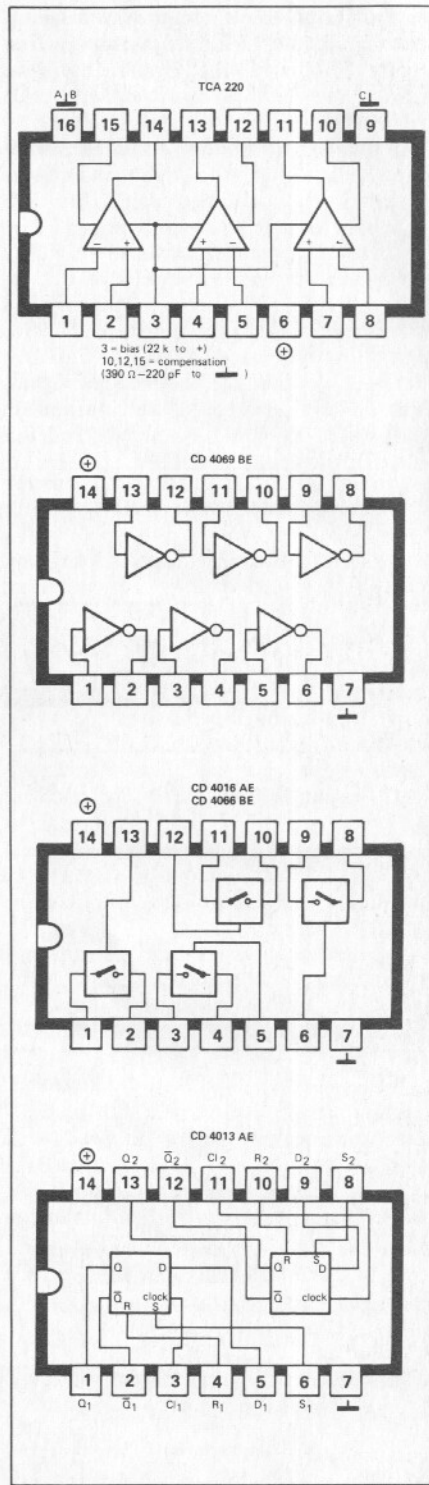 TCA 220
A B C
16 15 14 13 12 11 10 9
− + + − + −
1 2 3 4 5 6 7 8
3 = bias (22 k to +)
10,12,15 = compensation
(390 Ω–220 pF to )
CD 4069 BE
14 13 12 11 10 9 8
1 2 3 4 5 6 7
CD 4016 AE
CD 4066 BE
14 13 12 11 10 9 8
1 2 3 4 5 6 7
CD 4013 AE
Q2 Q̅2 Cl2 R2 D2 S2
14 13 12 11 10 9 8
Q D Q R S D
Q̅ R clock S Q̅ clock
1 2 3 4 5 6 7
Q1 Q̅1 Cl1 R1 D1 S1